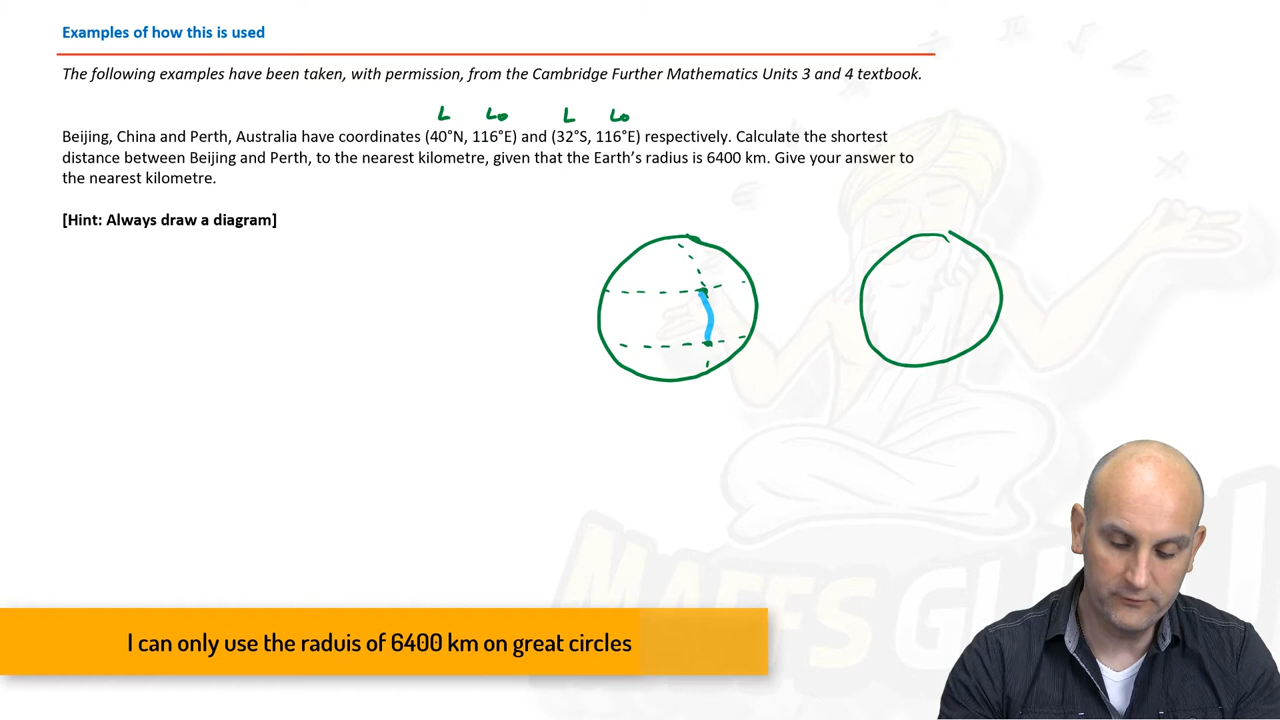 Examples of how this is used
The following examples have been taken, with permission, from the Cambridge Further Mathematics Units 3 and 4 textbook.
L Lo L Lo
Beijing, China and Perth, Australia have coordinates (40°N, 116°E) and (32°S, 116°E) respectively. Calculate the shortest
distance between Beijing and Perth, to the nearest kilometre, given that the Earth's radius is 6400 km. Give your answer to
the nearest kilometre.
[Hint: Always draw a diagram]
MAFFS GU
I can only use the raduis of 6400 km on great circles